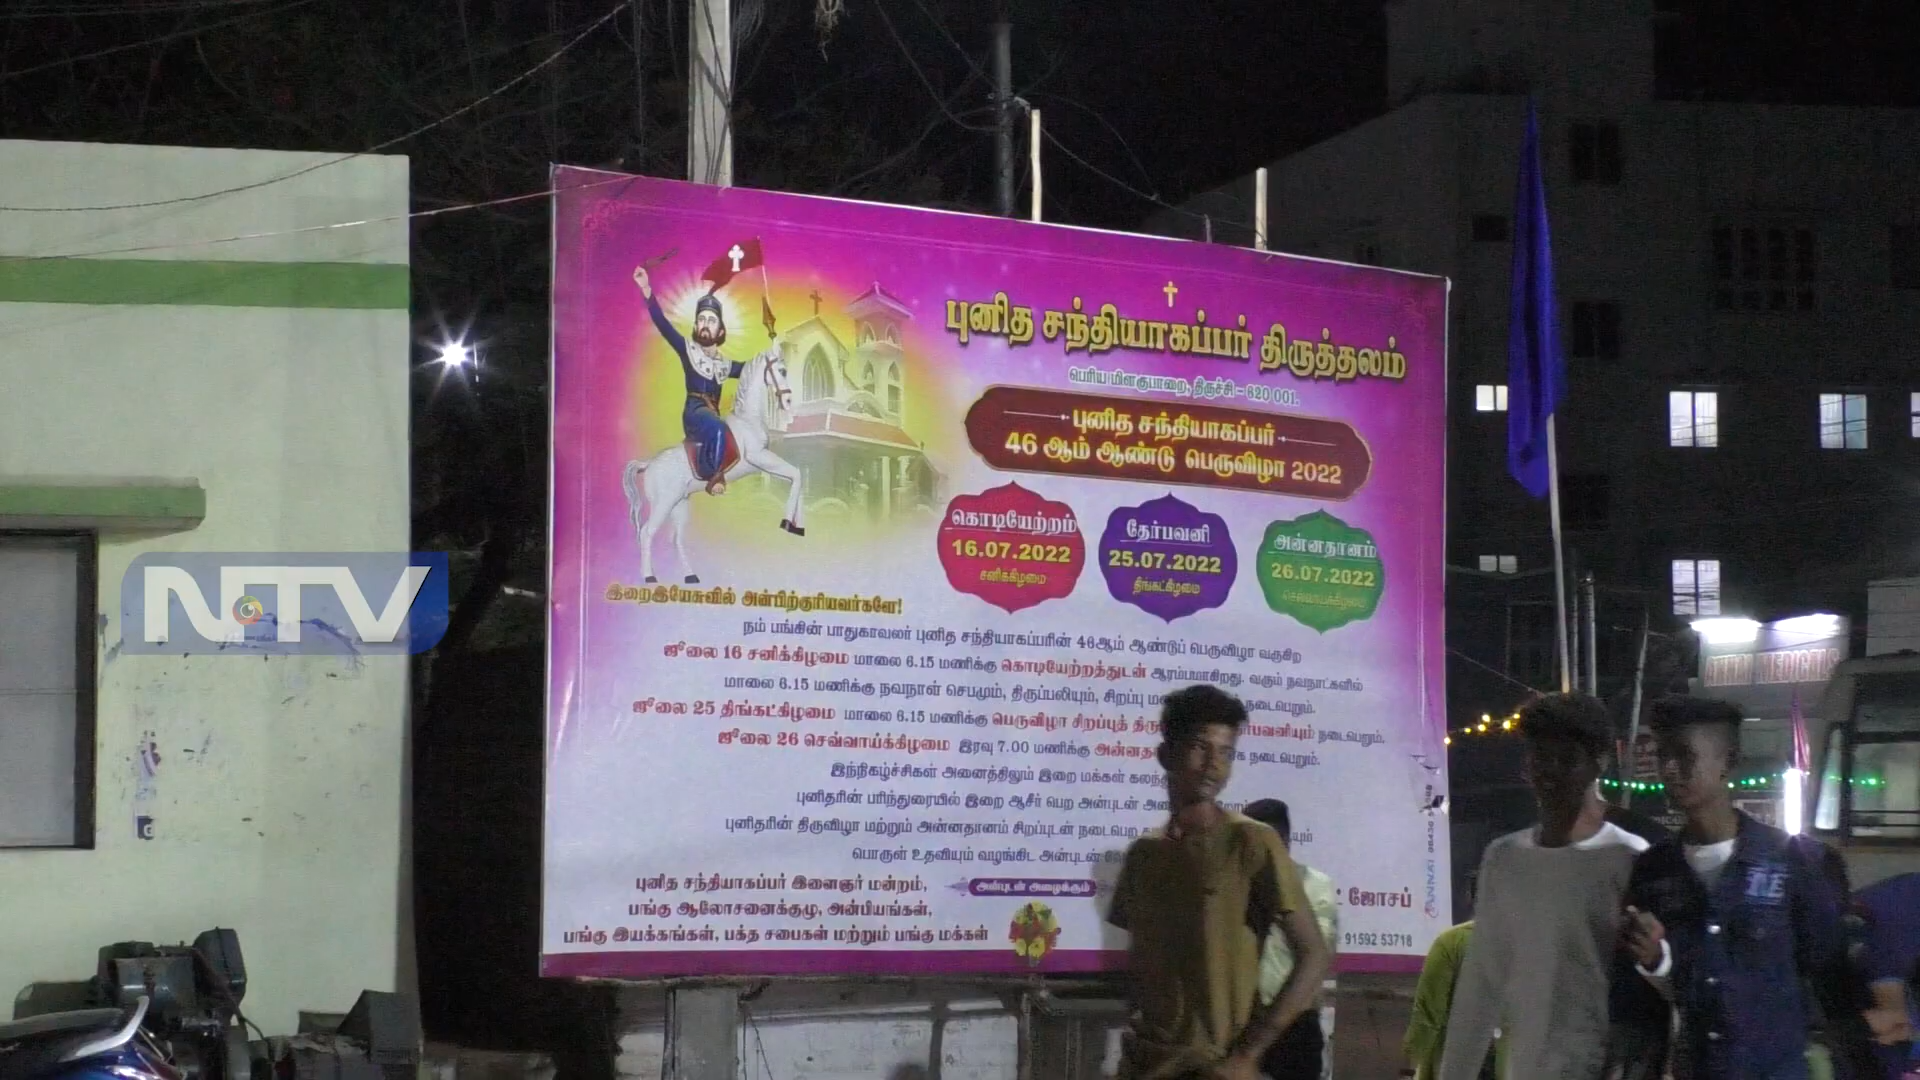 புனித சந்தியாகப்பர் திருத்தலம்
பெரிய மிளகுபாறை, திருச்சி - 620 001.
புனித சந்தியாகப்பர்
46 ஆம் ஆண்டு பெருவிழா 2022
கொடியேற்றம்
16.07.2022
சனிக்கிழமை
தேர்பவனி
25.07.2022
திங்கட்கிழமை
அன்னதானம்
26.07.2022
செவ்வாய்க்கிழமை
NTV
இறைஇயேசுவில் அன்பிற்குரியவர்களே!
நம் பங்கின் பாதுகாவலர் புனித சந்தியாகப்பரின் 46ஆம் ஆண்டுப் பெருவிழா வருகிற
ஜூலை 16 சனிக்கிழமை மாலை 6.15 மணிக்கு கொடியேற்றத்துடன் ஆரம்பமாகிறது. வரும் நவநாட்களில்
மாலை 6.15 மணிக்கு நவநாள் செபமும், திருப்பலியும், சிறப்பு நடைபெறும்.
ஜூலை 25 திங்கட்கிழமை மாலை 6.15 மணிக்கு பெருவிழா சிறப்புத் நடைபெறும்.
ஜூலை 26 செவ்வாய்க்கிழமை இரவு 7.00 மணிக்கு நடைபெறும்.
இந்நிகழ்ச்சிகள் அனைத்திலும் இறை மக்கள்
புனிதரின் பரிந்துரையில் இறை ஆசீர் பெற அன்புடன்
புனிதரின் திருவிழா மற்றும் அன்னதானம் சிறப்புடன் நடைபெற
பொருள் உதவியும் வழங்கிட அன்புடன்
அன்புடன் அழைக்கும்
புனித சந்தியாகப்பர் இளைஞர் மன்றம்,
பங்கு ஆலோசனைக்குழு, அன்பியங்கள்,
பங்கு இயக்கங்கள், பக்த சபைகள் மற்றும் பங்கு மக்கள்
ஜோசப்
91592 53718
ANNAI MEDICALS